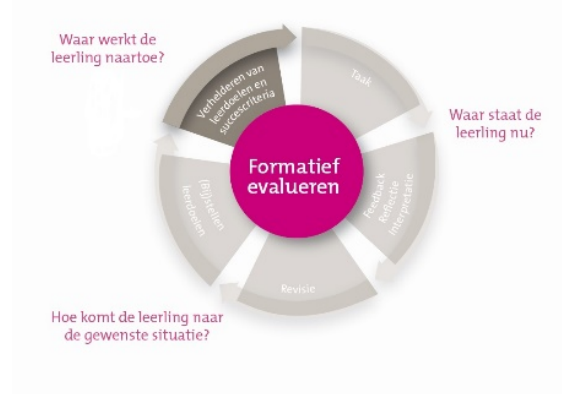 Waar werkt de
leerling naartoe?
Verhelderen van
leerdoelen en
succescriteria
Taak
Waar staat de
leerling nu?
Formatief
evalueren
Feedback
Reflectie
Interpretatie
(Bij)stellen
leerdoelen
Revisie
Hoe komt de leerling naar
de gewenste situatie?